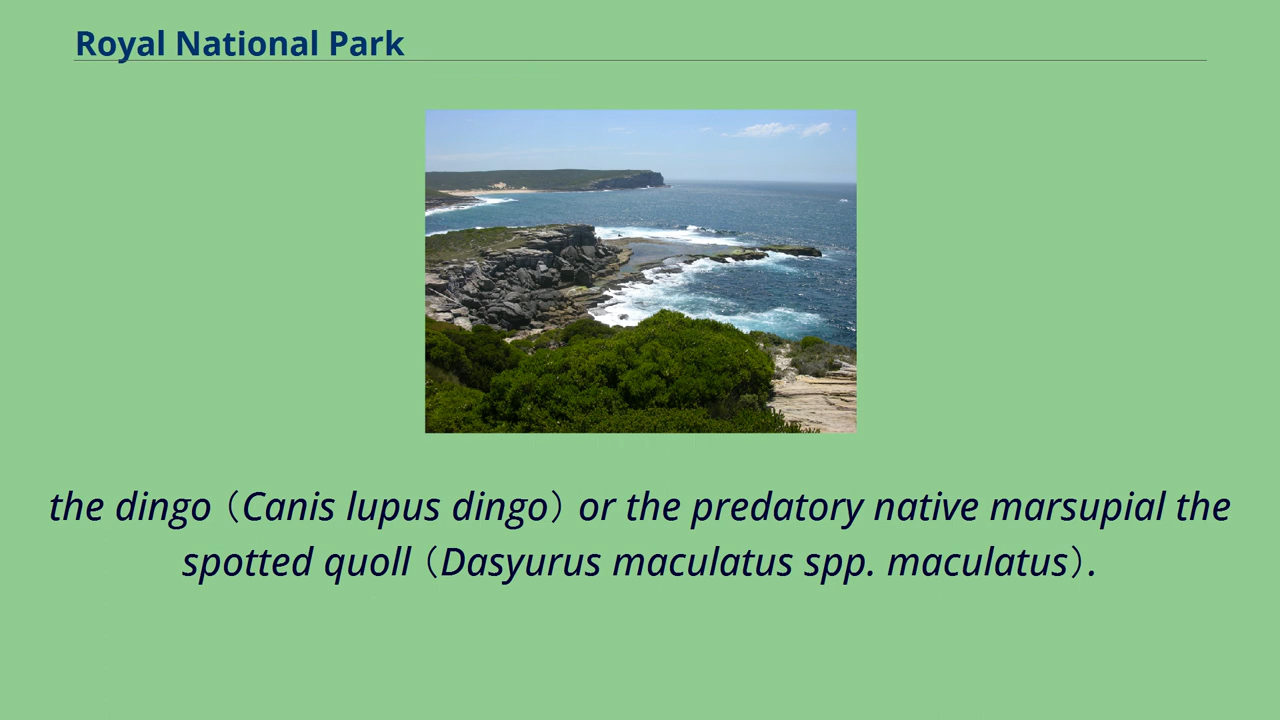 Royal National Park
the dingo（Canis lupus dingo）or the predatory native marsupial the
spotted quoll（Dasyurus maculatus spp. maculatus）.